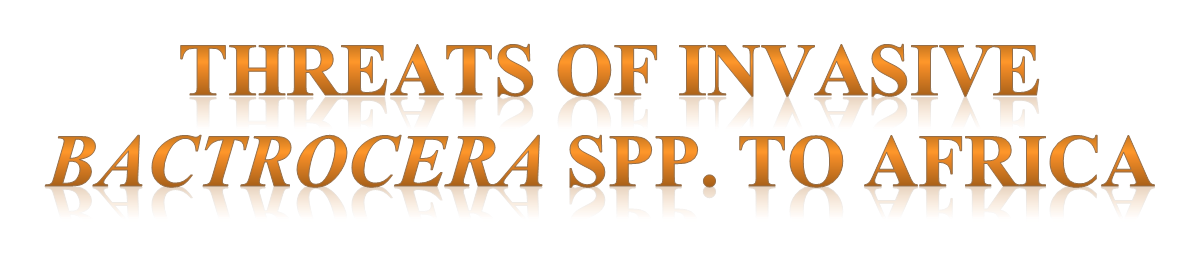 THREATS OF INVASIVE
BACTROCERA SPP. TO AFRICA